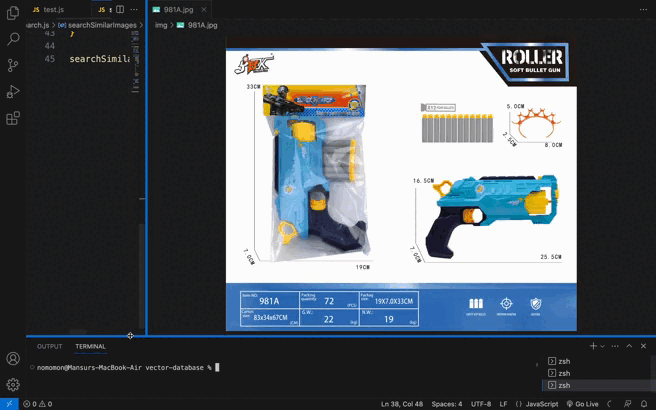 JS test.js
JS s
981A.jpg
arch.js > searchSimilarImages >
img > 981A.jpg
43 }
44
45 searchSimila
ROLLER
SOFT BULLET GUN
33CM
7.0CM
19CM
5.0CM
2.5CM
8.0CM
16.5CM
7.0CM
25.5CM
Item NO. 981A
Packing quantity: 72 (PCS)
Packing size 19X7.0X33CM
Carton size 83x34x67CM (CM)
G.W.: 22 (kg)
N.W.: 19 (kg)
OUTPUT TERMINAL
zsh
zsh
zsh
nomomon@Mansurs-MacBook-Air vector-database %
0 0
Ln 38, Col 48 Spaces: 4 UTF-8 LF {} JavaScript Go Live